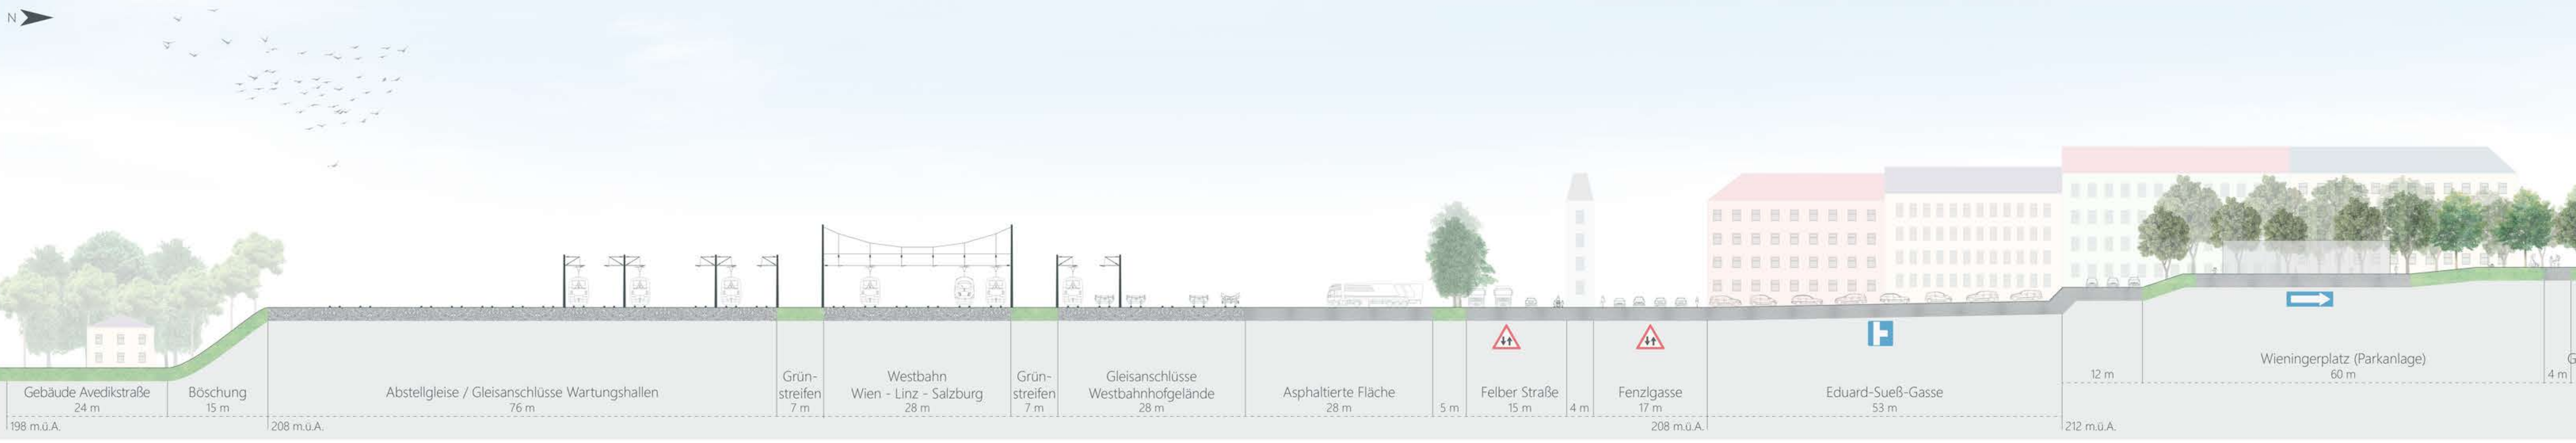 N
Gebäude Avedikstraße
24 m
Böschung
15 m
Abstellgleise / Gleisanschlüsse Wartungshallen
76 m
Grün-
streifen
7 m
Westbahn
Wien - Linz - Salzburg
28 m
Grün-
streifen
7 m
Gleisanschlüsse
Westbahnhofgelände
28 m
Asphaltierte Fläche
28 m
5 m
Felber Straße
15 m
4 m
Fenzlgasse
17 m
Eduard-Sueß-Gasse
53 m
12 m
Wieningerplatz (Parkanlage)
60 m
4 m
G
198 m.ü.A.
208 m.ü.A.
208 m.ü.A.
212 m.ü.A.